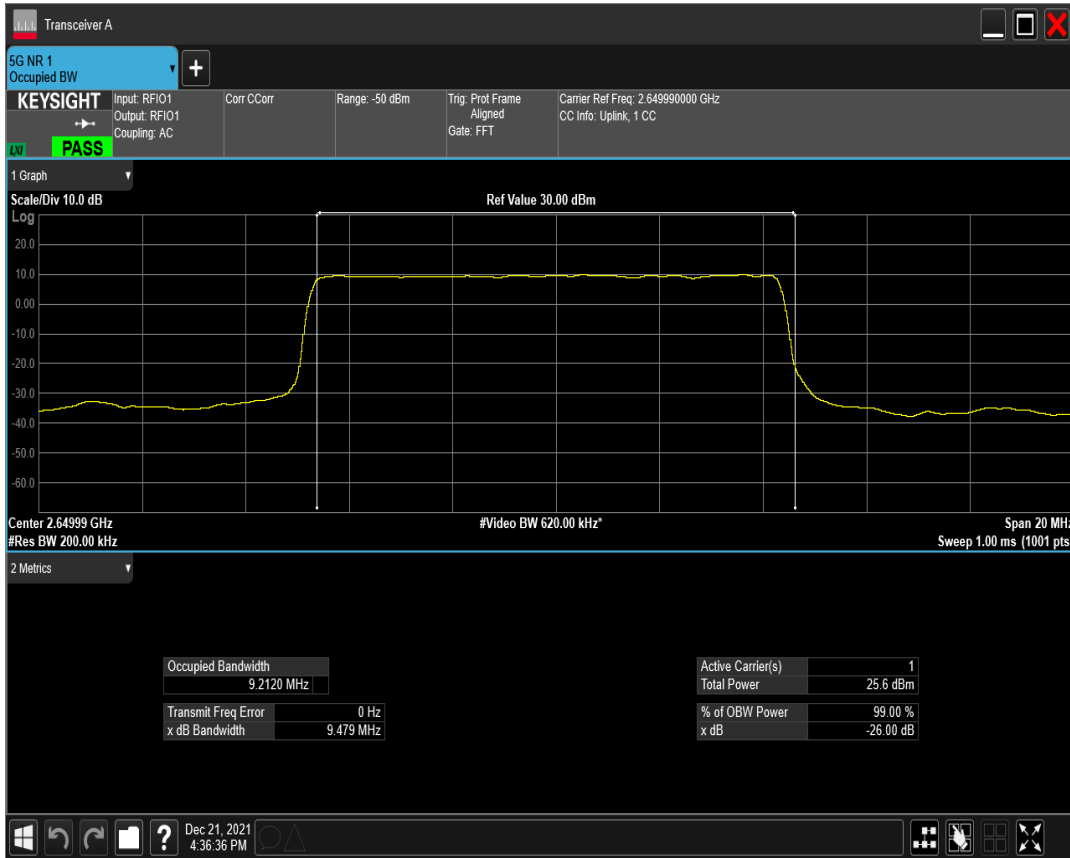 Transceiver A
5G NR 1
Occupied BW
+
KEYSIGHT
LXI
PASS
Input: RFIO1
Output: RFIO1
Coupling: AC
Corr CCorr
Range: -50 dBm
Trig: Prot Frame
Aligned
Gate: FFT
Carrier Ref Freq: 2.649990000 GHz
CC Info: Uplink, 1 CC
1 Graph
Scale/Div 10.0 dB
Ref Value 30.00 dBm
Log
20.0
10.0
0.00
-10.0
-20.0
-30.0
-40.0
-50.0
-60.0
Center 2.64999 GHz
#Video BW 620.00 kHz*
Span 20 MHz
#Res BW 200.00 kHz
Sweep 1.00 ms (1001 pts
2 Metrics
Occupied Bandwidth
9.2120 MHz
Transmit Freq Error 0 Hz
x dB Bandwidth 9.479 MHz
Active Carrier(s) 1
Total Power 25.6 dBm
% of OBW Power 99.00 %
x dB -26.00 dB
?
Dec 21, 2021
4:36:36 PM